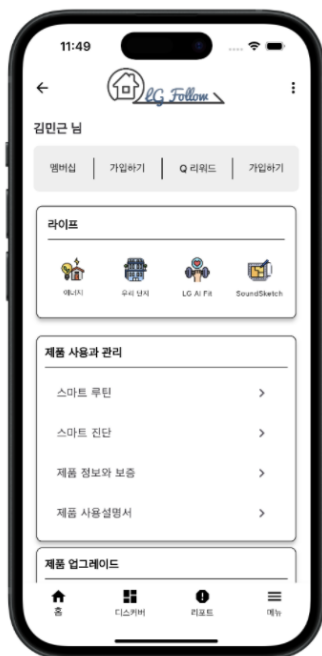 11:49
LG Follow
김민근 님
멤버십 가입하기 Q 리워드 가입하기
라이프
에너지 우리 단지 LG AI Fit SoundSketch
제품 사용과 관리
스마트 루틴
스마트 진단
제품 정보와 보증
제품 사용설명서
제품 업그레이드
홈 디스커버 리포트 메뉴